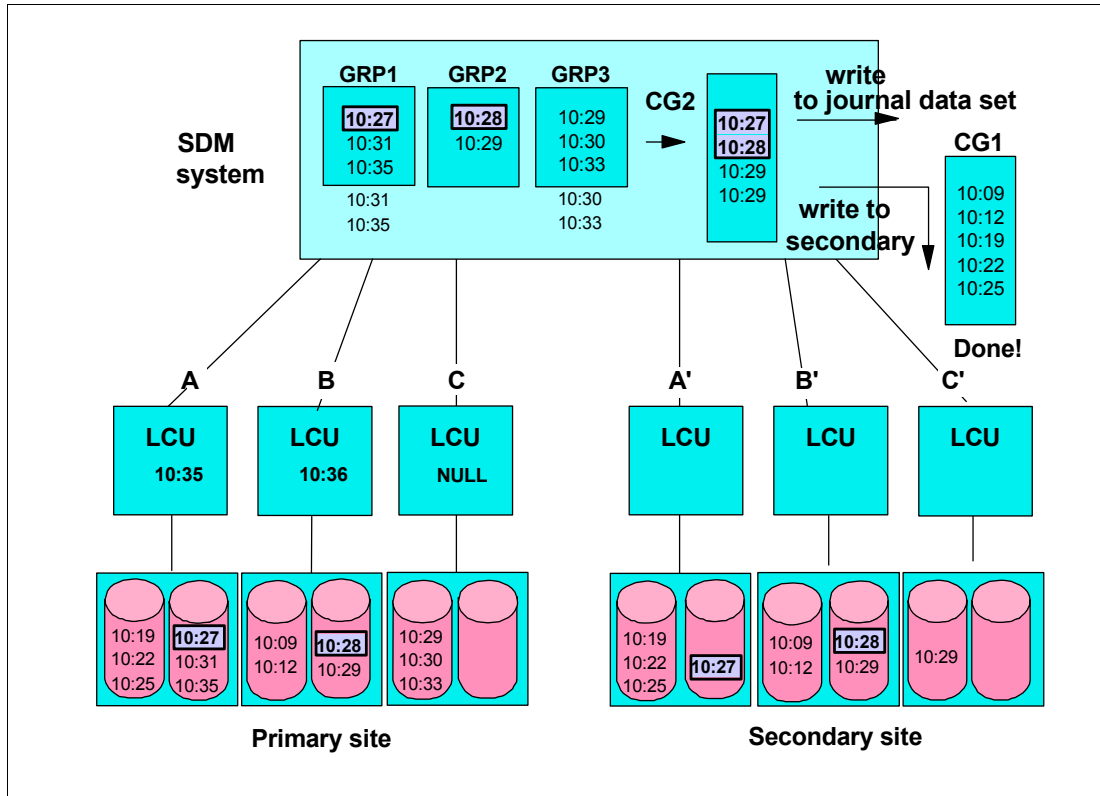 SDM
system
GRP1
10:27
10:31
10:35
10:31
10:35
GRP2
10:28
10:29
GRP3
10:29
10:30
10:33
10:30
10:33
CG2
10:27
10:28
10:29
10:29
write
to journal data set
write to
secondary
CG1
10:09
10:12
10:19
10:22
10:25
Done!
A
B
C
A'
B'
C'
LCU
10:35
LCU
10:36
LCU
NULL
LCU
LCU
LCU
10:19
10:22
10:25
10:27
10:31
10:35
10:09
10:12
10:28
10:29
10:29
10:30
10:33
10:19
10:22
10:25
10:27
10:09
10:12
10:28
10:29
10:29
Primary site
Secondary site